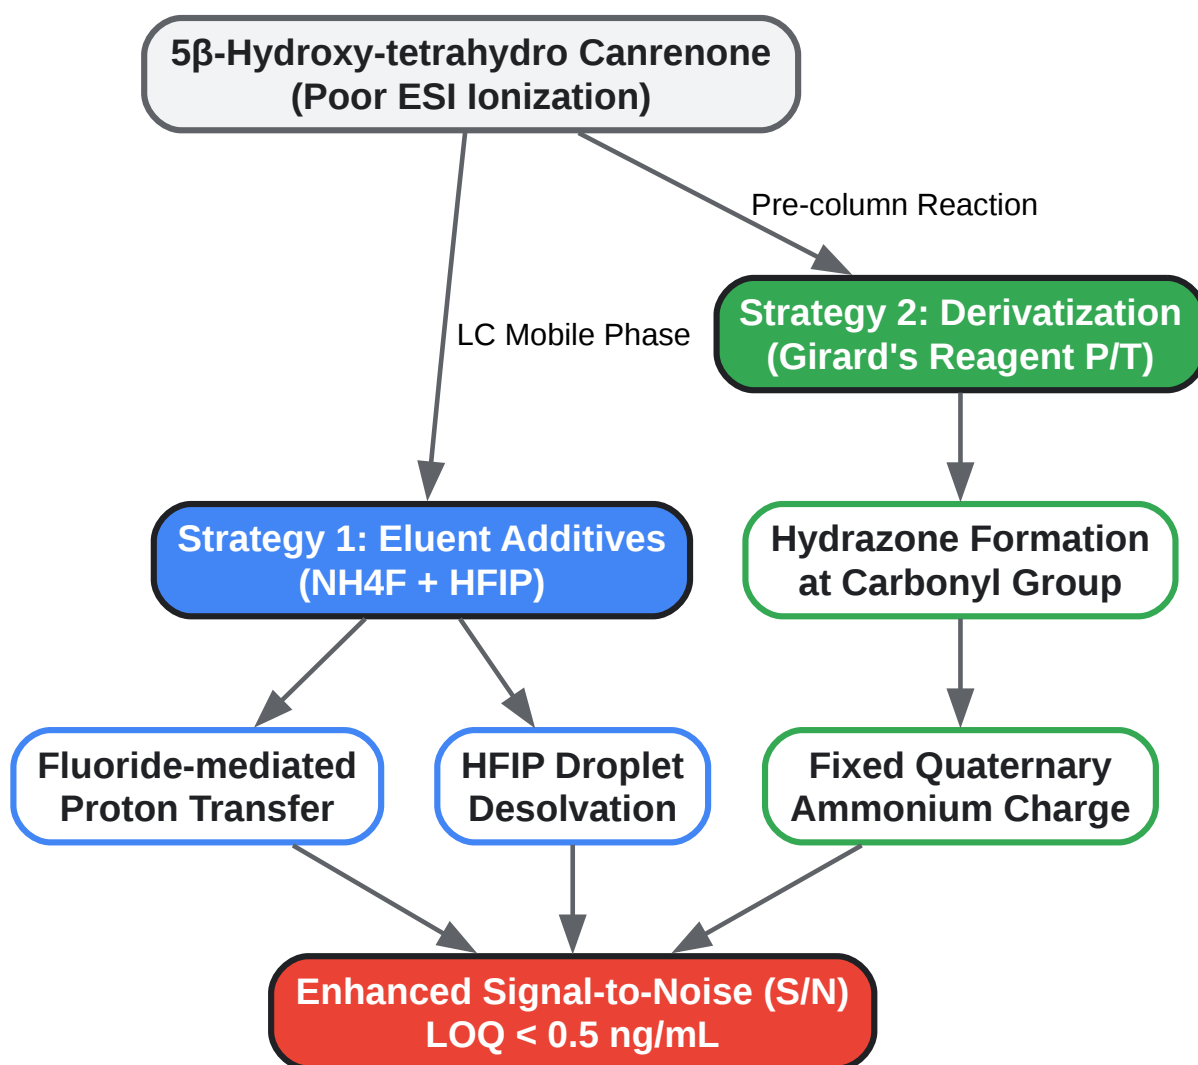 5β-Hydroxy-tetrahydro Canrenone
(Poor ESI Ionization)
Pre-column Reaction
Strategy 2: Derivatization
(Girard's Reagent P/T)
LC Mobile Phase
Strategy 1: Eluent Additives
(NH4F + HFIP)
Hydrazone Formation
at Carbonyl Group
Fluoride-mediated
Proton Transfer
HFIP Droplet
Desolvation
Fixed Quaternary
Ammonium Charge
Enhanced Signal-to-Noise (S/N)
LOQ < 0.5 ng/mL